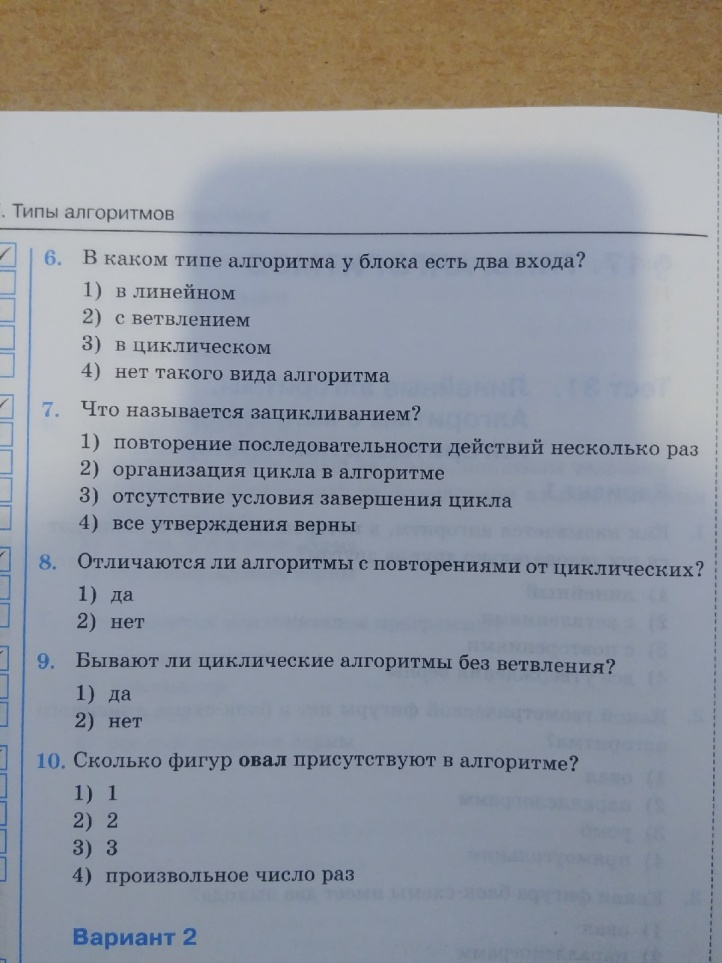 . Типы алгоритмов
6. В каком типе алгоритма у блока есть два входа?
1) в линейном
2) с ветвлением
3) в циклическом
4) нет такого вида алгоритма
7. Что называется зацикливанием?
1) повторение последовательности действий несколько раз
2) организация цикла в алгоритме
3) отсутствие условия завершения цикла
4) все утверждения верны
8. Отличаются ли алгоритмы с повторениями от циклических?
1) да
2) нет
9. Бывают ли циклические алгоритмы без ветвления?
1) да
2) нет
10. Сколько фигур овал присутствуют в алгоритме?
1) 1
2) 2
3) 3
4) произвольное число раз
Вариант 2